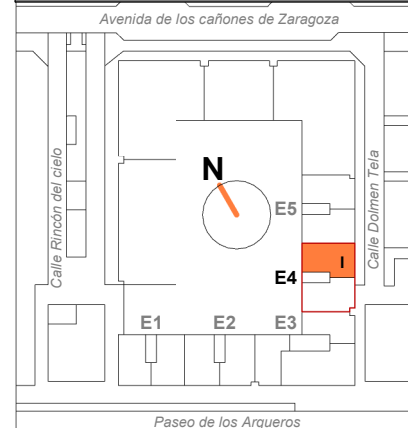 Avenida de los cañones de Zaragoza
Calle Rincón del cielo
Calle Dolmen Tela
N
E5
I
E4
E1
E2
E3
Paseo de los Arqueros